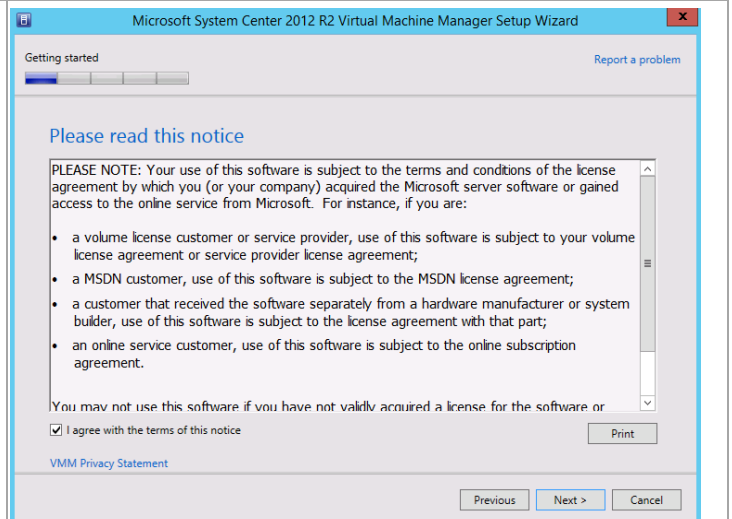 Microsoft System Center 2012 R2 Virtual Machine Manager Setup Wizard
x
Getting started
Report a problem
Please read this notice
PLEASE NOTE: Your use of this software is subject to the terms and conditions of the license
agreement by which you (or your company) acquired the Microsoft server software or gained
access to the online service from Microsoft. For instance, if you are:
• a volume license customer or service provider, use of this software is subject to your volume
license agreement or service provider license agreement;
• a MSDN customer, use of this software is subject to the MSDN license agreement;
• a customer that received the software separately from a hardware manufacturer or system
builder, use of this software is subject to the license agreement with that part;
• an online service customer, use of this software is subject to the online subscription
agreement.
You may not use this software if you have not validly acquired a license for the software or
I agree with the terms of this notice
Print
VMM Privacy Statement
Previous
Next >
Cancel